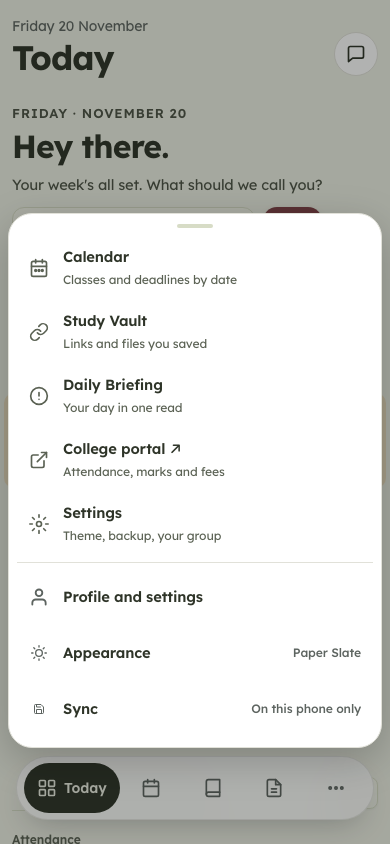 Friday 20 November
Today
FRIDAY · NOVEMBER 20
Hey there.
Your week's all set. What should we call you?
Calendar
Classes and deadlines by date
Study Vault
Links and files you saved
Daily Briefing
Your day in one read
College portal ↗
Attendance, marks and fees
Settings
Theme, backup, your group
Profile and settings
Appearance
Paper Slate
Sync
On this phone only
Today
Attendance